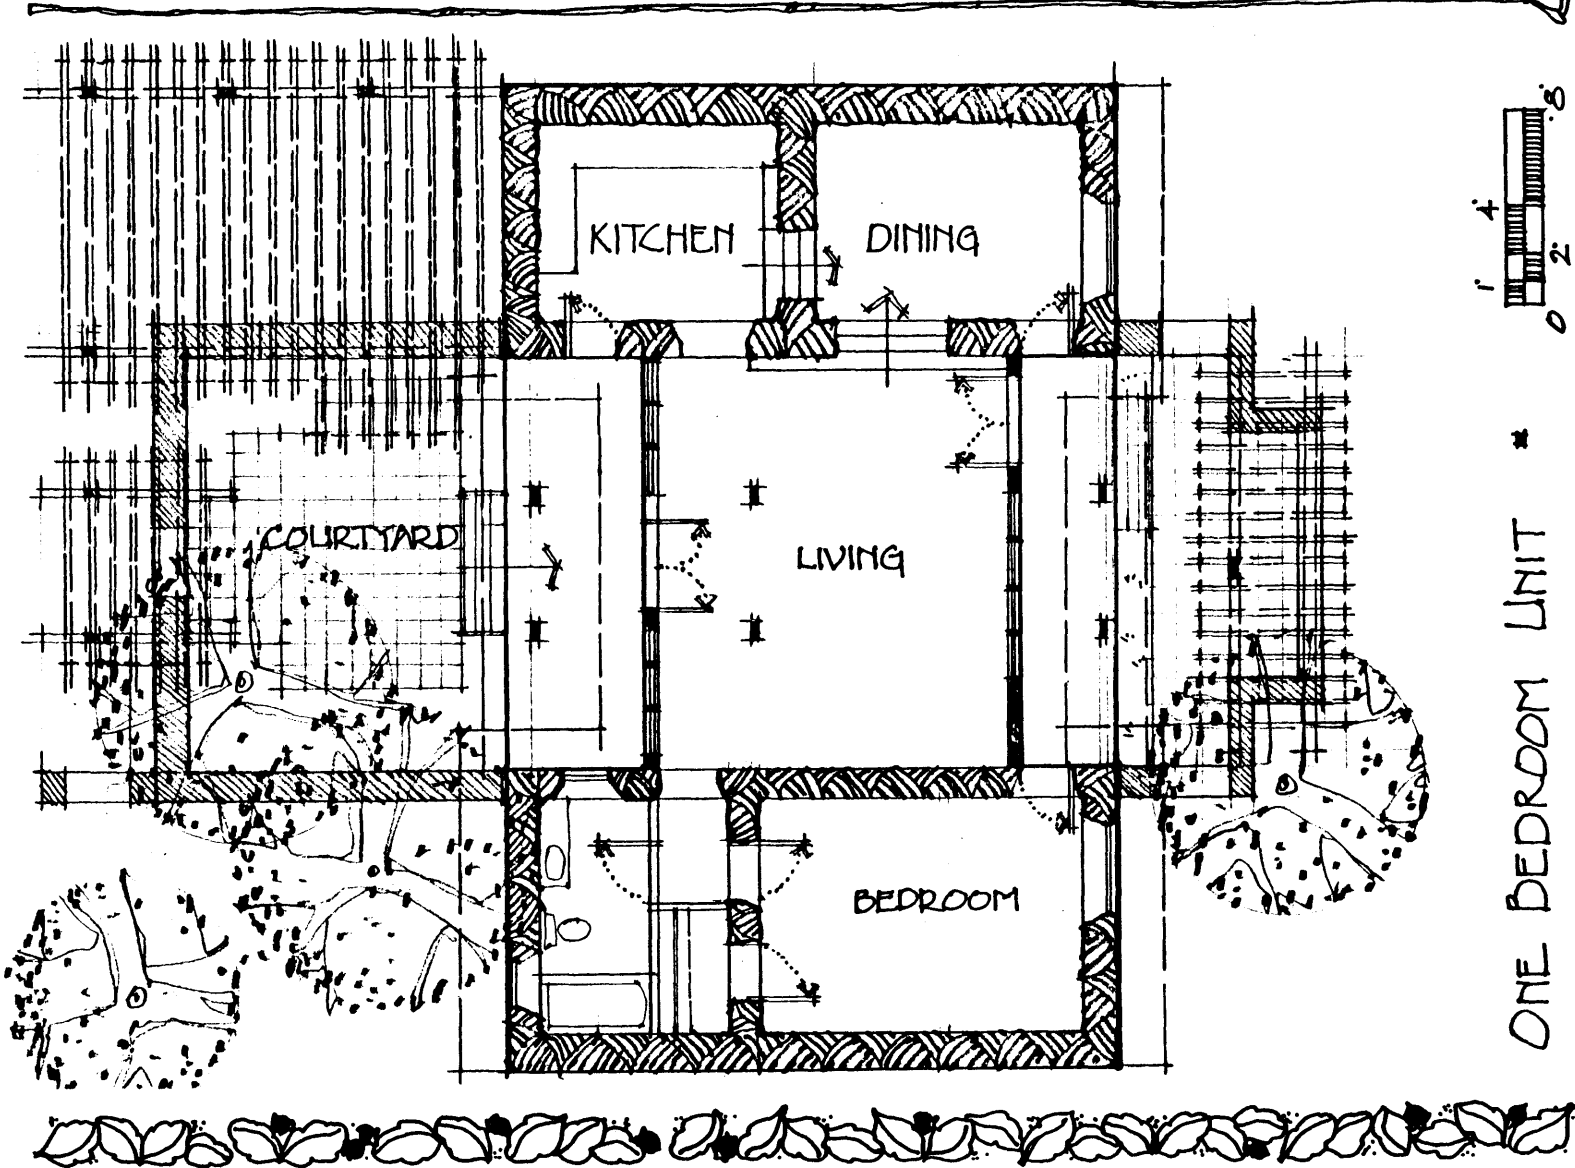 KITCHEN
DINING
COURTYARD
LIVING
BEDROOM
ONE BEDROOM UNIT
0 1' 2' 4' 8'